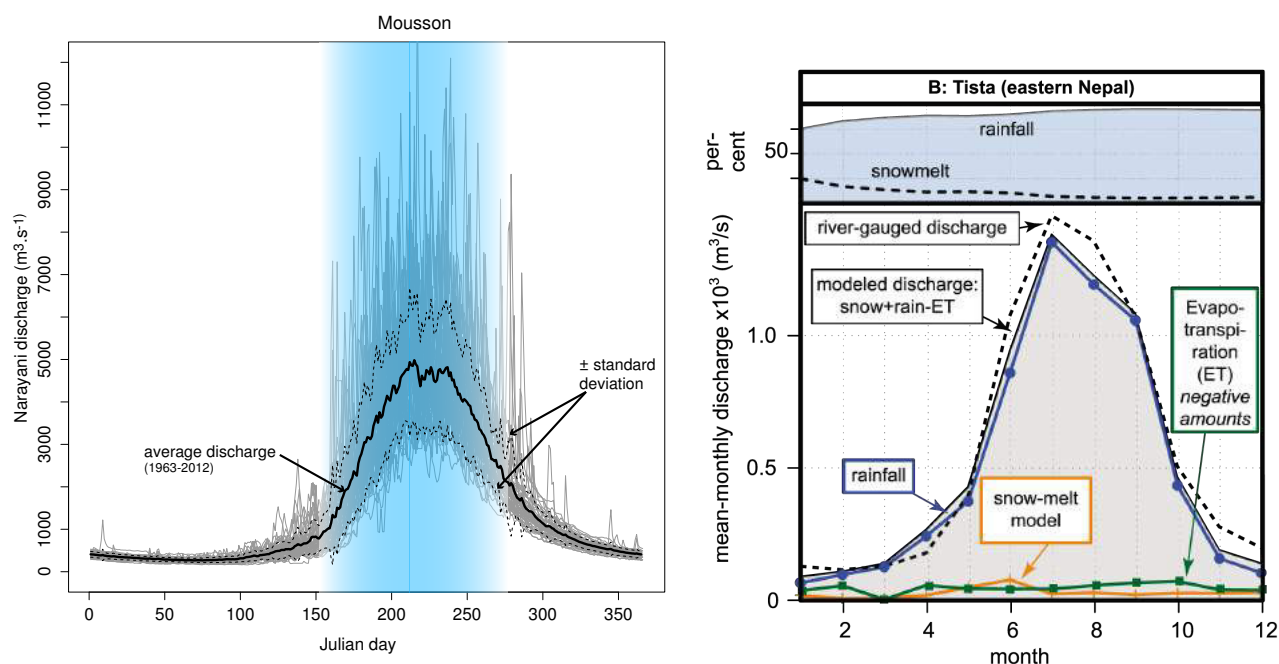 Mousson
Narayani discharge (m³.s⁻¹)
11000
9000
7000
5000
3000
1000
0
average discharge
(1963-2012)
± standard
deviation
0
50
100
150
200
250
300
350
Julian day
B: Tista (eastern Nepal)
per-
cent
50
rainfall
snowmelt
mean-monthly discharge x10³ (m³/s)
1.0
0.5
0
river-gauged discharge
modeled discharge:
snow+rain-ET
Evapo-
transpi-
ration
(ET)
negative
amounts
rainfall
snow-melt
model
2
4
6
8
10
12
month